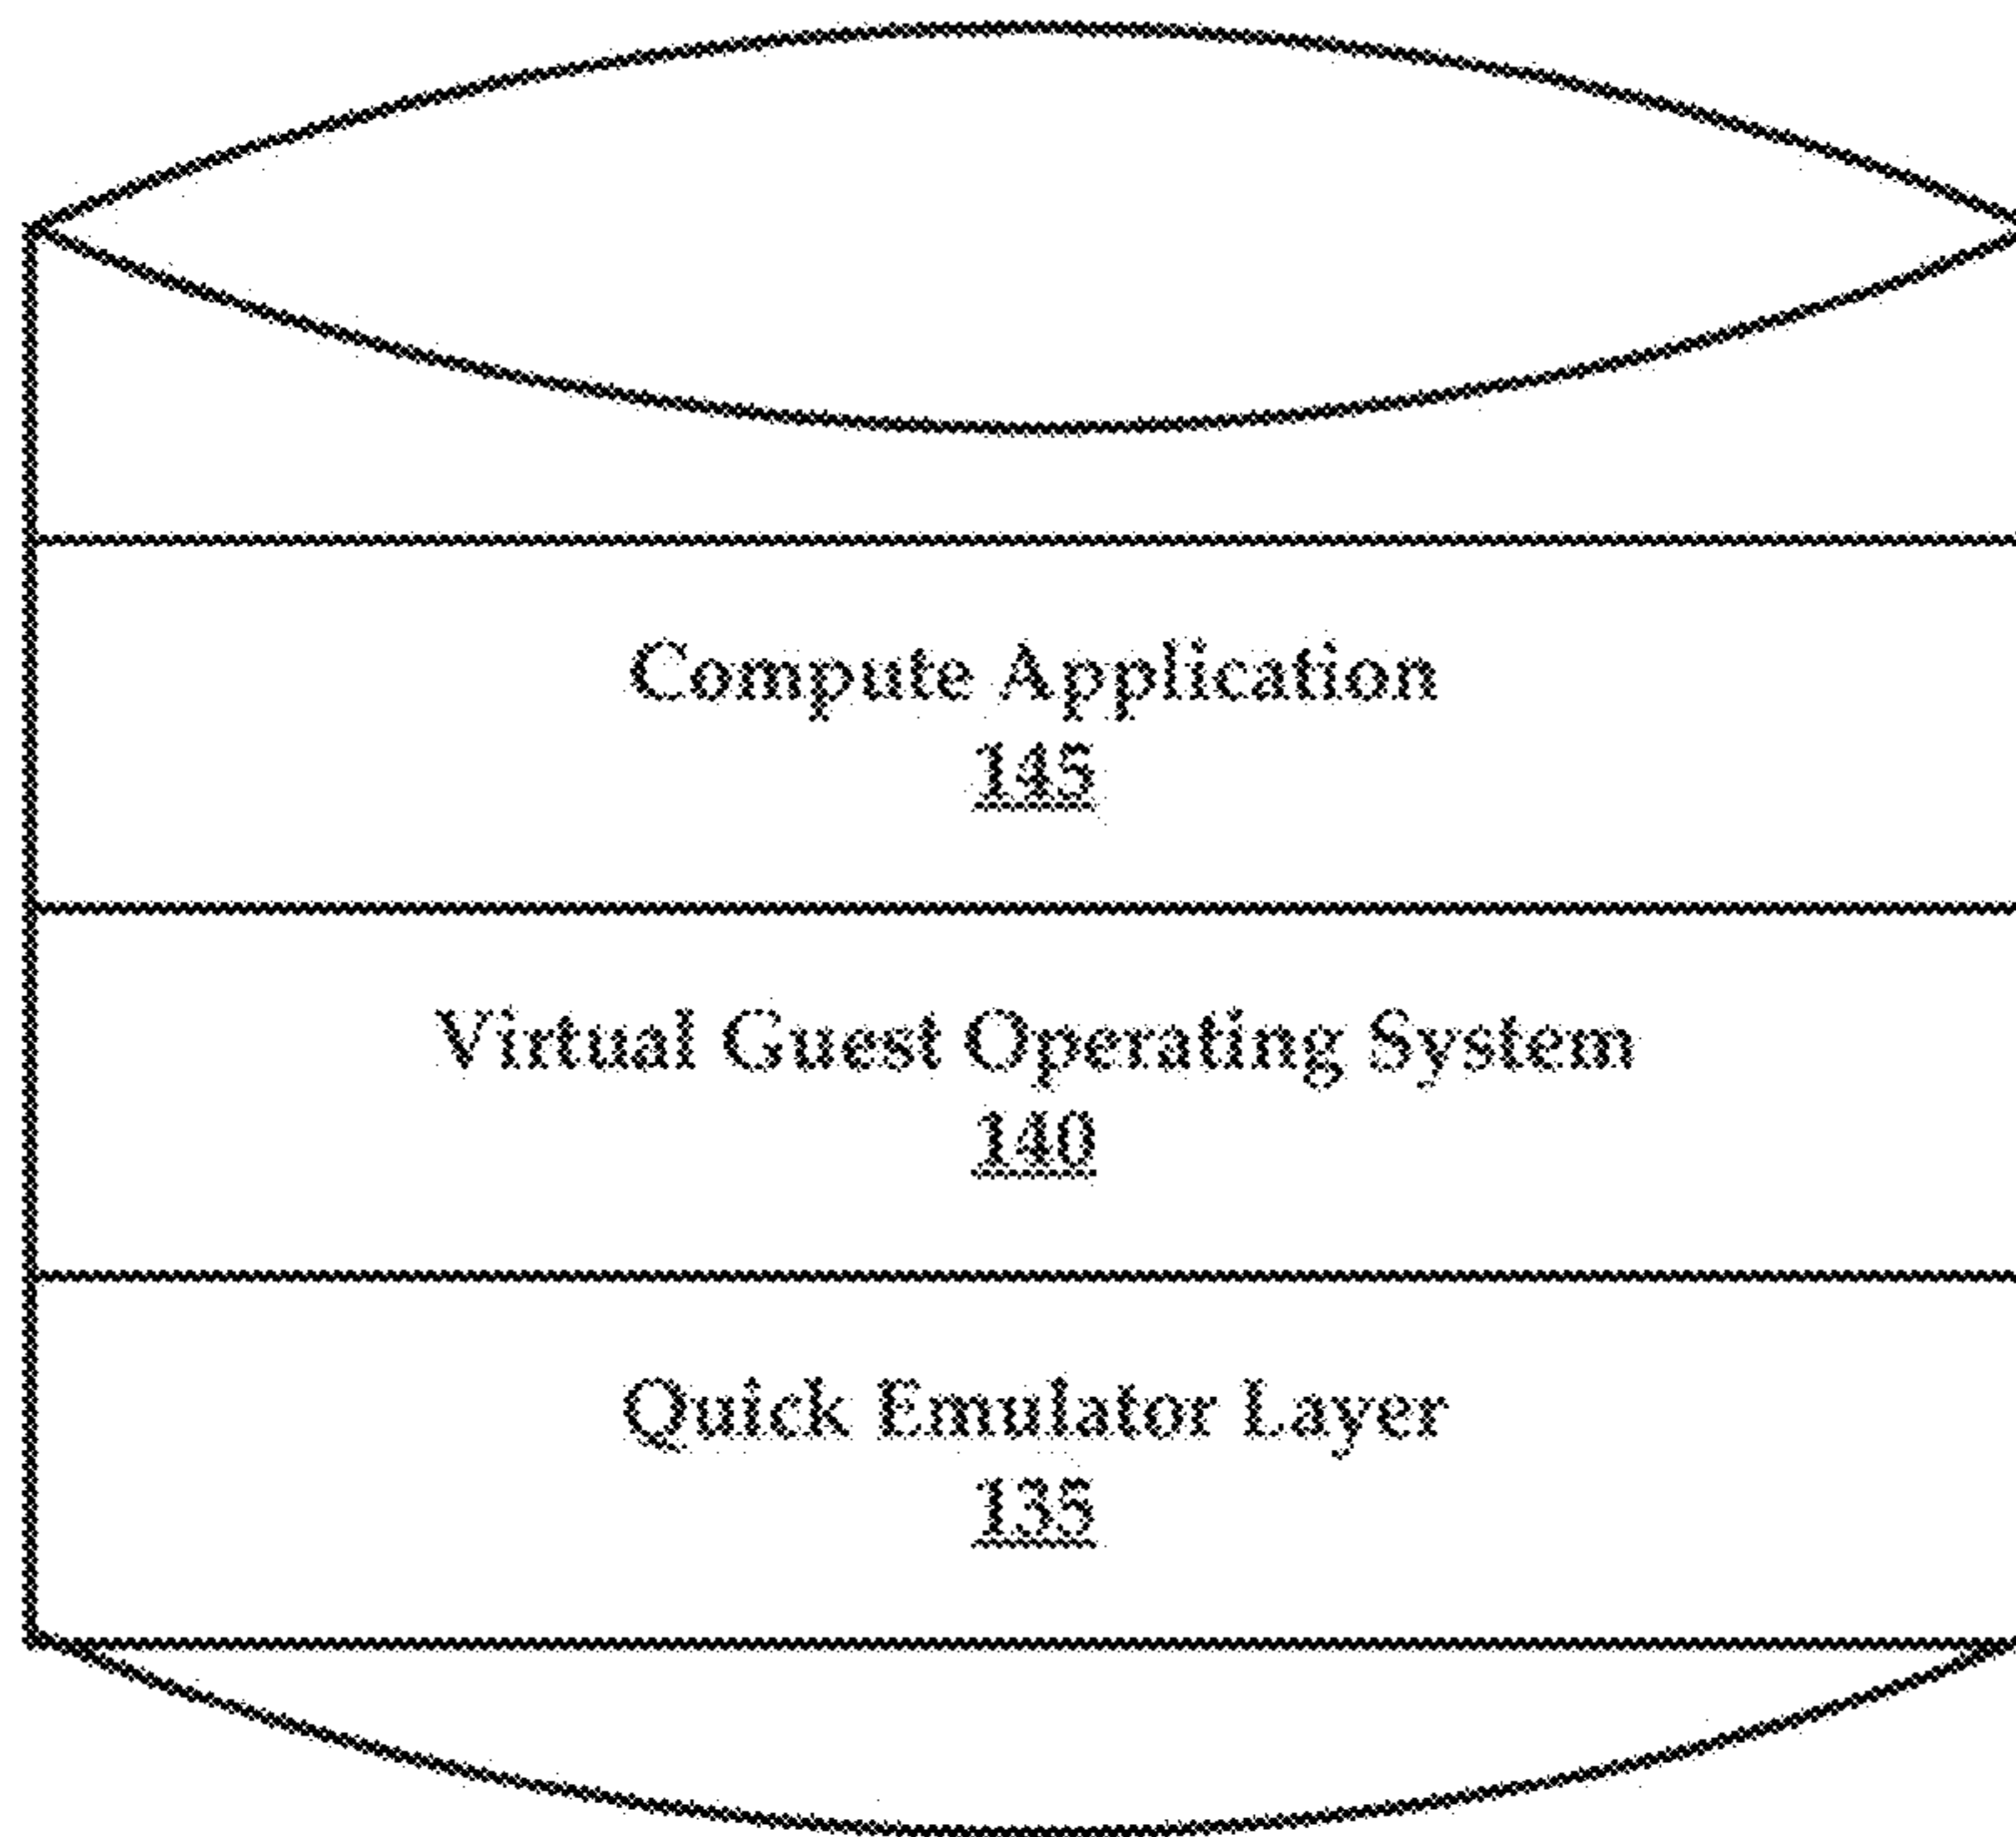 Compute Application
145
Virtual Guest Operating System
140
Quick Emulator Layer
135